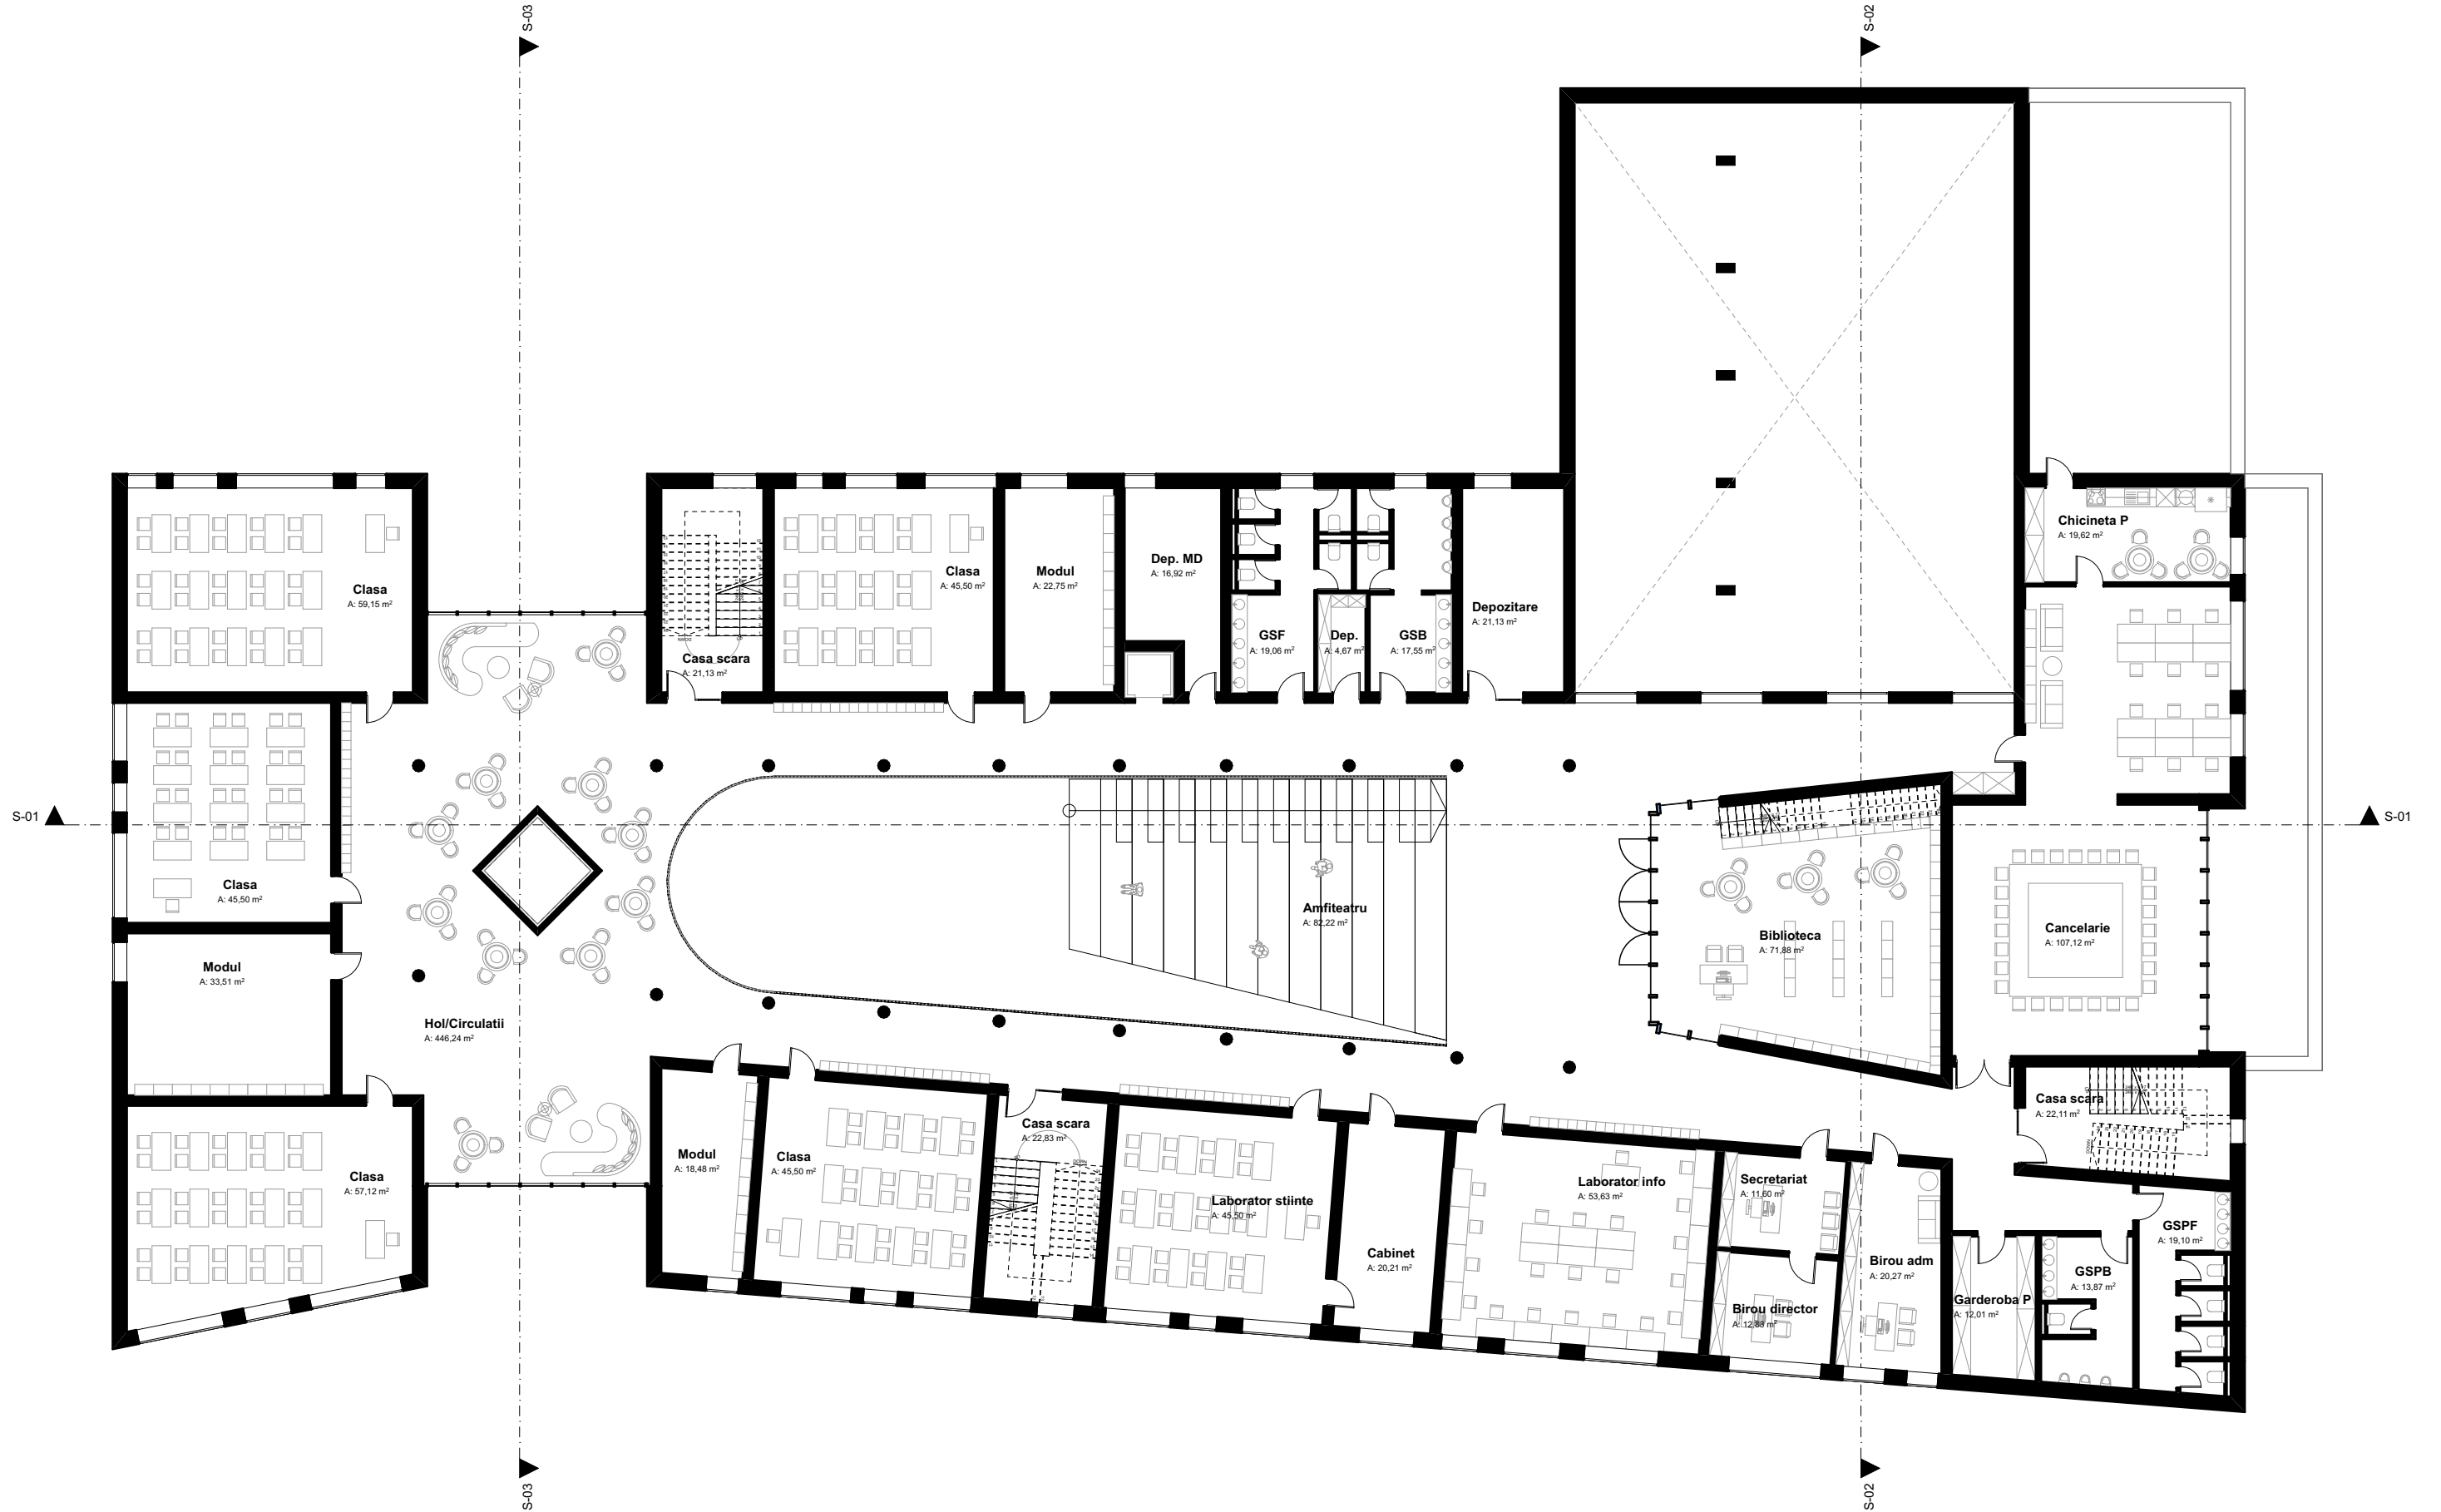 S-03
S-02
Clasa
A: 59,15 m²
Casa scara
A: 21,13 m²
Clasa
A: 45,50 m²
Modul
A: 22,75 m²
Dep. MD
A: 16,92 m²
GSF
A: 19,06 m²
Dep.
A: 4,67 m²
GSB
A: 17,55 m²
Depozitare
A: 21,13 m²
Chicineta P
A: 19,62 m²
DOWN
S-01
S-01
Clasa
A: 45,50 m²
Modul
A: 33,51 m²
Hol/Circulatii
A: 446,24 m²
Amfiteatru
A: 82,22 m²
Biblioteca
A: 71,88 m²
Cancelarie
A: 107,12 m²
Clasa
A: 57,12 m²
Modul
A: 18,48 m²
Clasa
A: 45,50 m²
Casa scara
A: 22,83 m²
DOWN
Laborator stiinte
A: 45,50 m²
Cabinet
A: 20,21 m²
Laborator info
A: 53,63 m²
Secretariat
A: 11,60 m²
Birou director
A: 12,83 m²
Birou adm
A: 20,27 m²
Casa scara
A: 22,11 m²
DOWN
Garderoba P
A: 12,01 m²
GSPB
A: 13,87 m²
GSPF
A: 19,10 m²
S-03
S-02